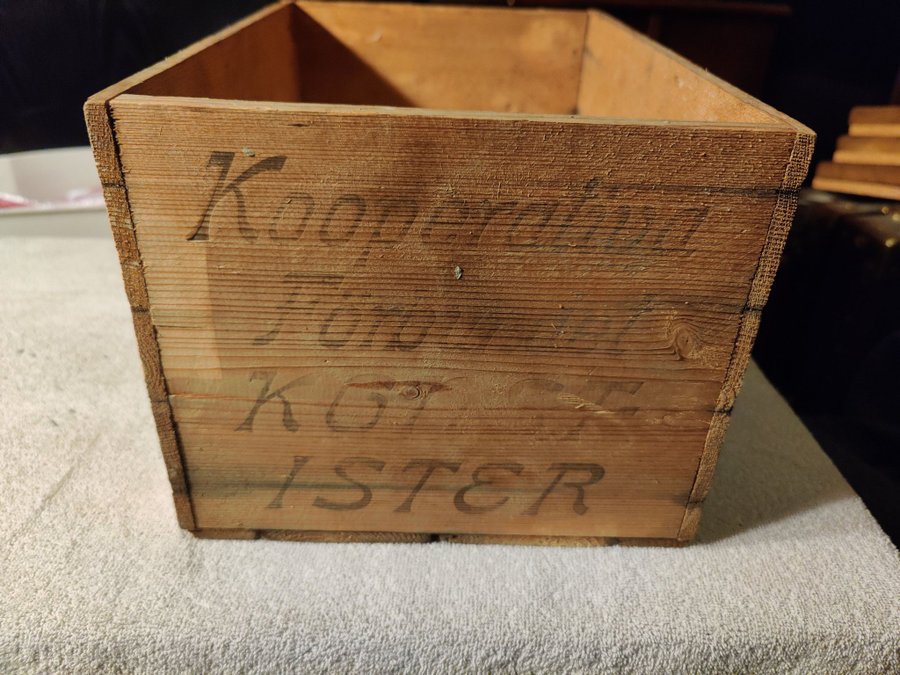 Kooperativa
Förbundet
ISTER